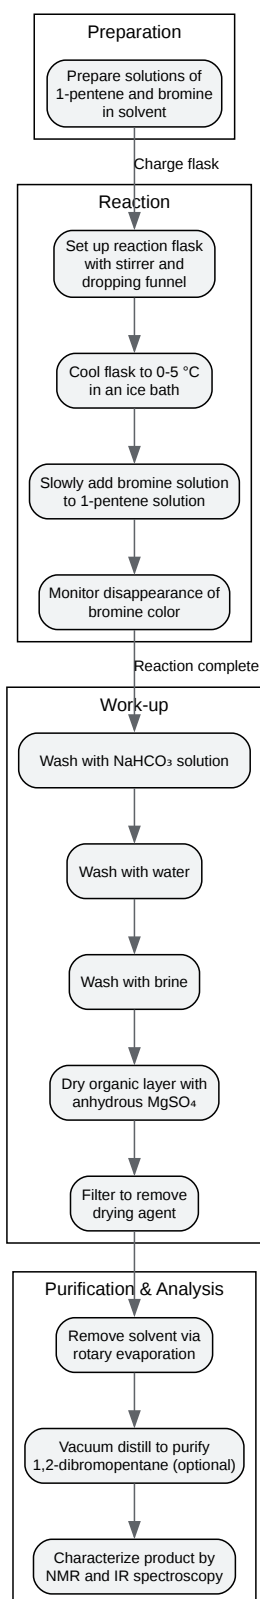 Preparation
Prepare solutions of
1-pentene and bromine
in solvent
Charge flask
Reaction
Set up reaction flask
with stirrer and
dropping funnel
Cool flask to 0-5 °C
in an ice bath
Slowly add bromine solution
to 1-pentene solution
Monitor disappearance of
bromine color
Reaction complete
Work-up
Wash with NaHCO₃ solution
Wash with water
Wash with brine
Dry organic layer with
anhydrous MgSO₄
Filter to remove
drying agent
Purification & Analysis
Remove solvent via
rotary evaporation
Vacuum distill to purify
1,2-dibromopentane (optional)
Characterize product by
NMR and IR spectroscopy